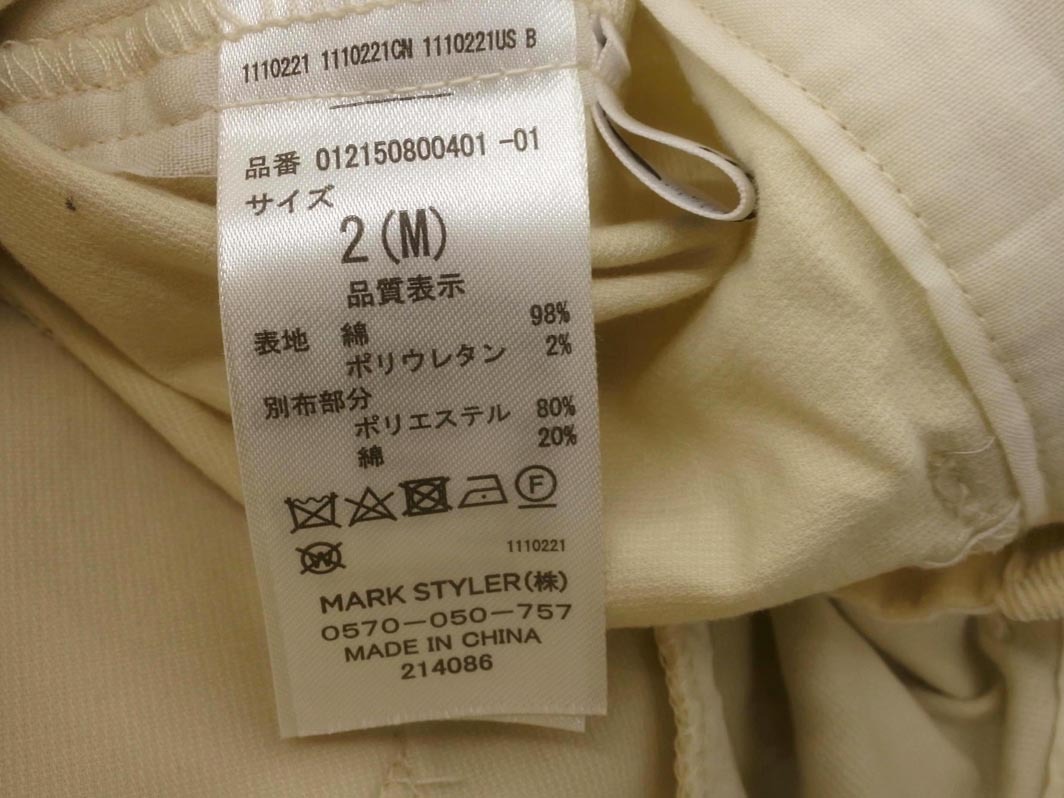 1110221 1110221CN 1110221US B
品番 012150800401 -01
サイズ
2(M)
品質表示
表地 綿 98%
ポリウレタン 2%
別布部分
ポリエステル 80%
綿 20%
F
W
1110221
MARK STYLER(株)
0570-050-757
MADE IN CHINA
214086